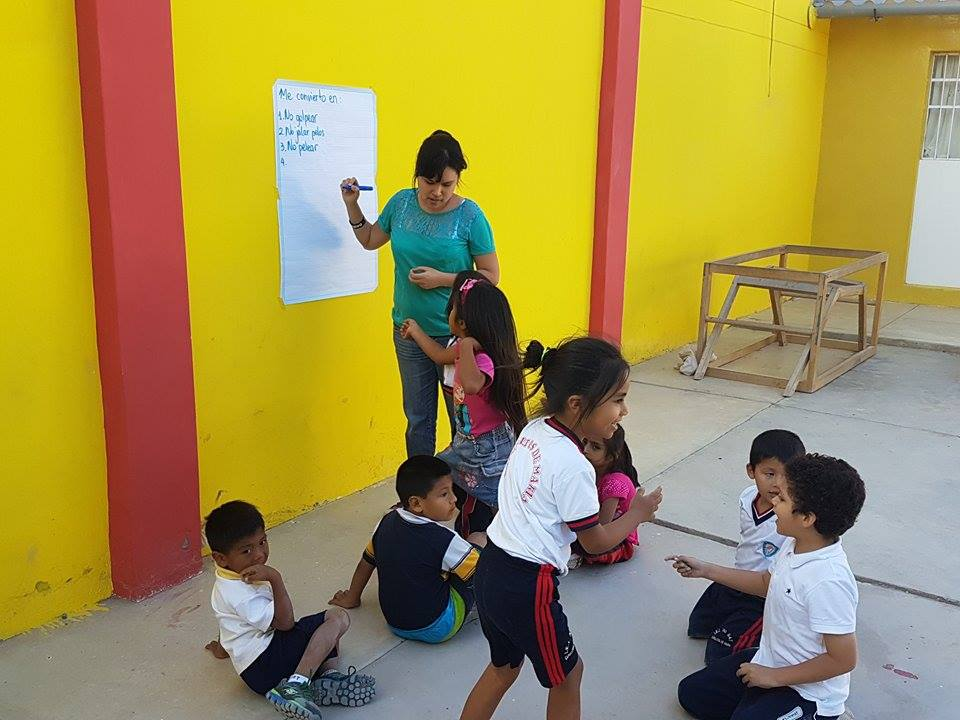 Me convierto en:
1. No golpear
2. No jalar pelos
3. No pelear
4.